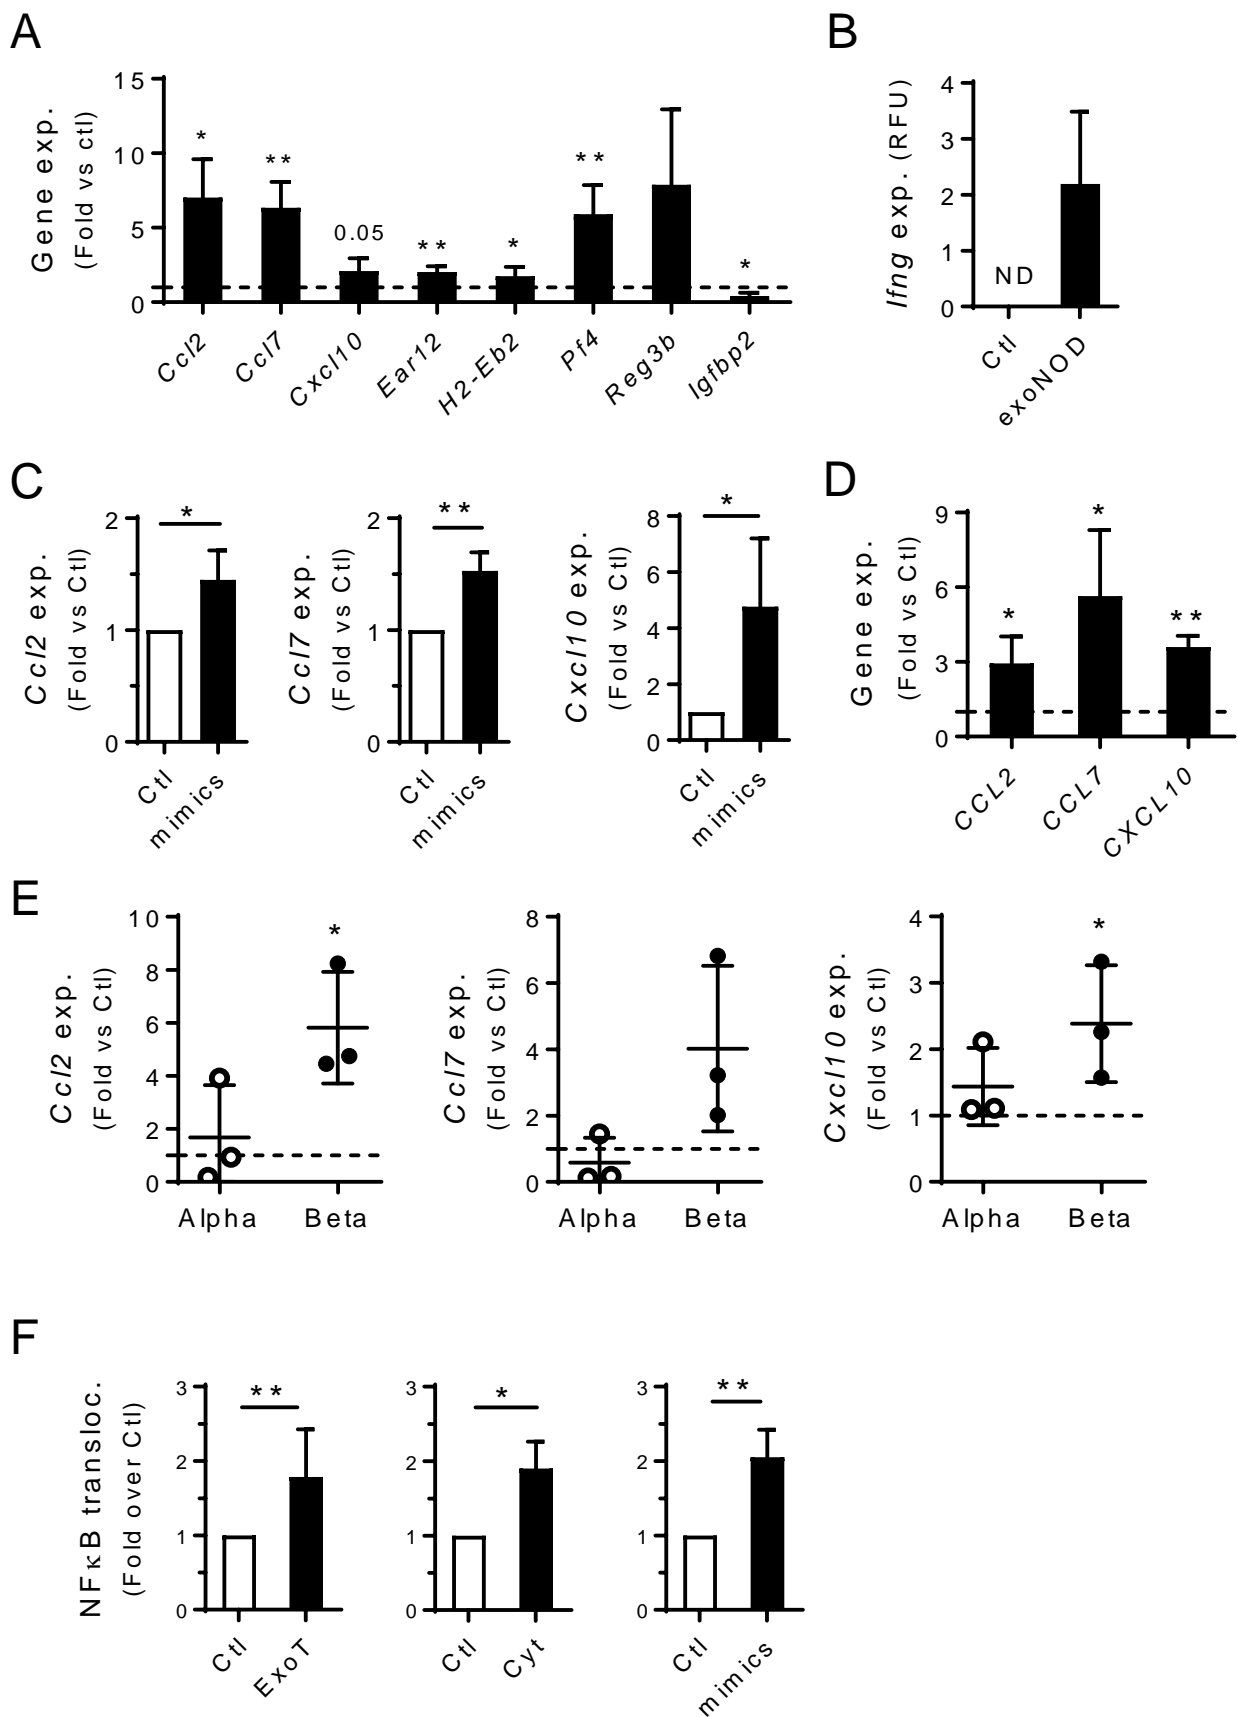 A
Gene exp.
(Fold vs ctl)
15
10
5
0
*
**
0.05
**
*
**
*
Ccl2
Ccl7
Cxcl10
Ear12
H2-Eb2
Pf4
Reg3b
Igfbp2
B
Ifng exp. (RFU)
4
3
2
1
0
ND
Ctl
exoNOD
C
Ccl2 exp.
(Fold vs Ctl)
2
1
0
*
Ctl
mimics
Ccl7 exp.
(Fold vs Ctl)
2
1
0
**
Ctl
mimics
Cxcl10 exp.
(Fold vs Ctl)
8
6
4
2
0
*
Ctl
mimics
D
Gene exp.
(Fold vs Ctl)
9
6
3
0
*
*
**
CCL2
CCL7
CXCL10
E
Ccl2 exp.
(Fold vs Ctl)
10
8
6
4
2
0
*
Alpha
Beta
Ccl7 exp.
(Fold vs Ctl)
8
6
4
2
0
Alpha
Beta
Cxcl10 exp.
(Fold vs Ctl)
4
3
2
1
0
*
Alpha
Beta
F
NFκB transloc.
(Fold over Ctl)
3
2
1
0
**
Ctl
ExoT
3
2
1
0
*
Ctl
Cyt
3
2
1
0
**
Ctl
mimics